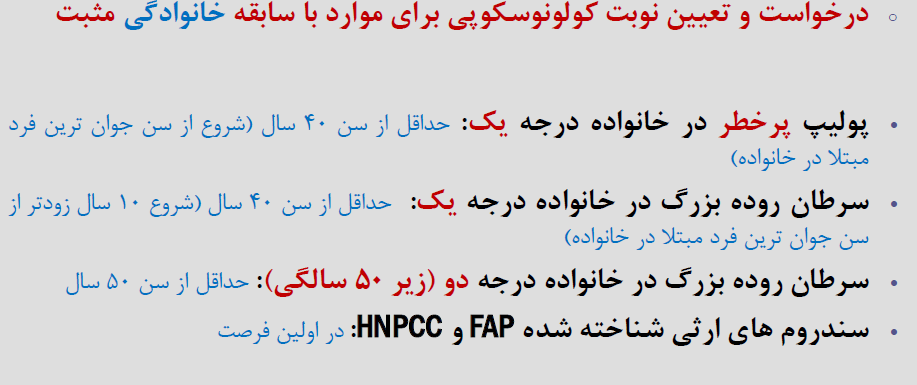 درخواست و تعیین نوبت کولونوسکوپی برای موارد با سابقه خانوادگی مثبت
پولیپ پرخطر در خانواده درجه یک: حداقل از سن ۴۰ سال (شروع از سن جوان ترین فرد
مبتلا در خانواده)
سرطان روده بزرگ در خانواده درجه یک: حداقل از سن ۴۰ سال (شروع ۱۰ سال زودتر از
سن جوان ترین فرد مبتلا در خانواده)
سرطان روده بزرگ در خانواده درجه دو (زیر ۵۰ سالگی): حداقل از سن ۵۰ سال
سندروم های ارثی شناخته شده FAP و HNPCC: در اولین فرصت